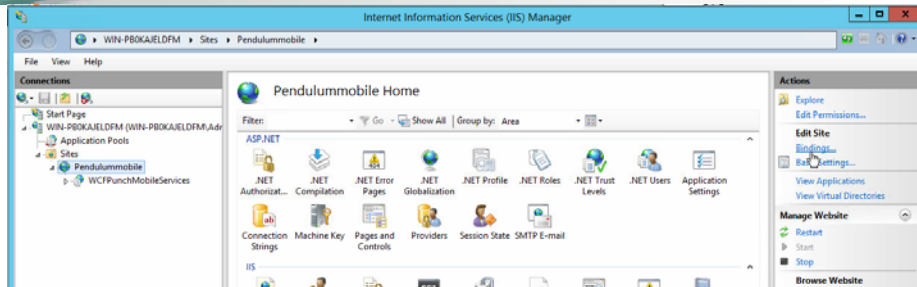 Internet Information Services (IIS) Manager
WIN-PB0KAJELDFM ▸ Sites ▸ Pendulummobile ▸
File View Help
Connections
Start Page
WIN-PB0KAJELDFM (WIN-PB0KAJELDFM\Adr
Application Pools
Sites
Pendulummobile
WCFPunchMobileServices
Pendulummobile Home
Filter: Go Show All Group by: Area
ASP.NET
.NET Authorizat...
.NET Compilation
.NET Error Pages
.NET Globalization
.NET Profile
.NET Roles
.NET Trust Levels
.NET Users
Application Settings
Connection Strings
Machine Key
Pages and Controls
Providers
Session State
SMTP E-mail
IIS
Actions
Explore
Edit Permissions...
Edit Site
Bindings...
Settings...
View Applications
View Virtual Directories
Manage Website
Restart
Start
Stop
Browse Website